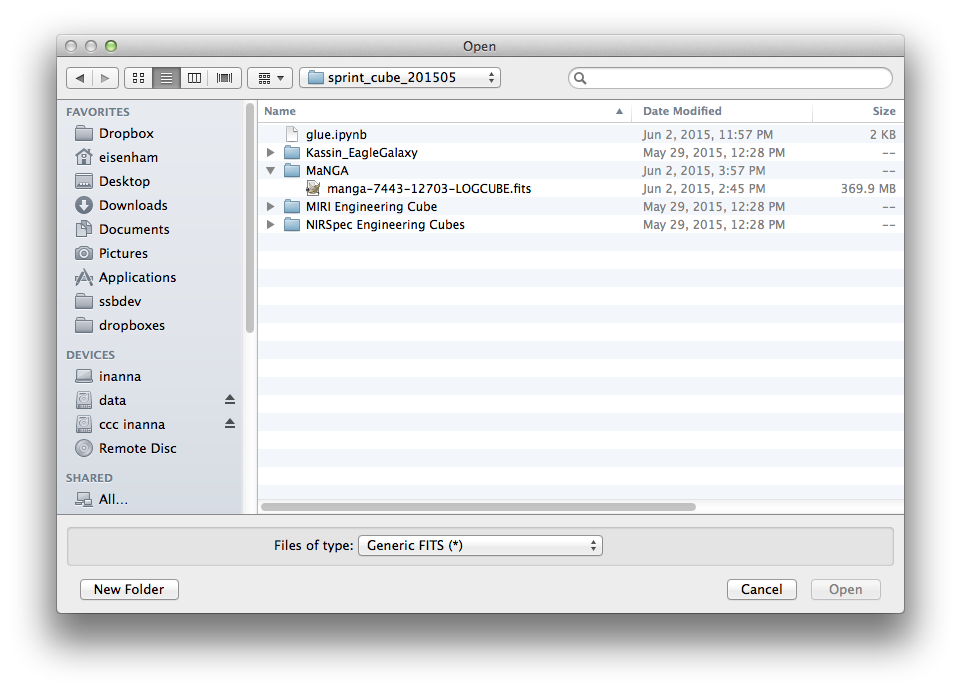 Open
sprint_cube_201505
FAVORITES
Dropbox
eisenham
Desktop
Downloads
Documents
Pictures
Applications
ssbdev
dropboxes
DEVICES
inanna
data
ccc inanna
Remote Disc
SHARED
All...
Name Date Modified Size
glue.ipynb Jun 2, 2015, 11:57 PM 2 KB
Kassin_EagleGalaxy May 29, 2015, 12:28 PM --
MaNGA Jun 2, 2015, 3:57 PM --
manga-7443-12703-LOGCUBE.fits Jun 2, 2015, 2:45 PM 369.9 MB
MIRI Engineering Cube May 29, 2015, 12:28 PM --
NIRSpec Engineering Cubes May 29, 2015, 12:28 PM --
Files of type: Generic FITS (*)
New Folder Cancel Open